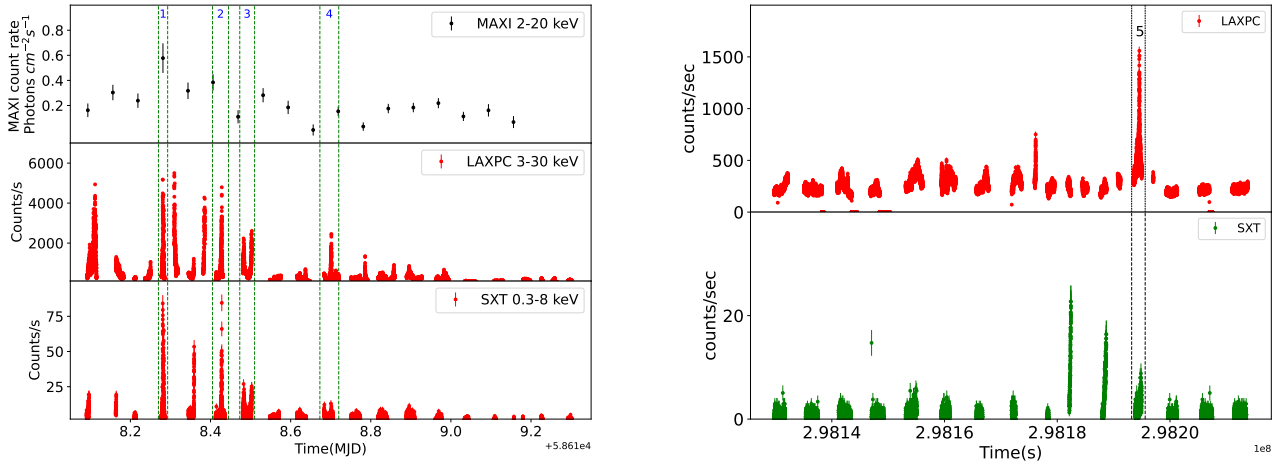 1 2 3 4
MAXI 2-20 keV
0.8
0.6
0.4
0.2
MAXI count rate
Photons cm⁻²s⁻¹
LAXPC 3-30 keV
6000
4000
2000
Counts/s
SXT 0.3-8 keV
75
50
25
Counts/s
8.2 8.4 8.6 8.8 9.0 9.2
Time(MJD)
+5.861e4
5
LAXPC
1500
1000
500
0
counts/sec
SXT
20
0
counts/sec
2.9814 2.9816 2.9818 2.9820
Time(s)
1e8